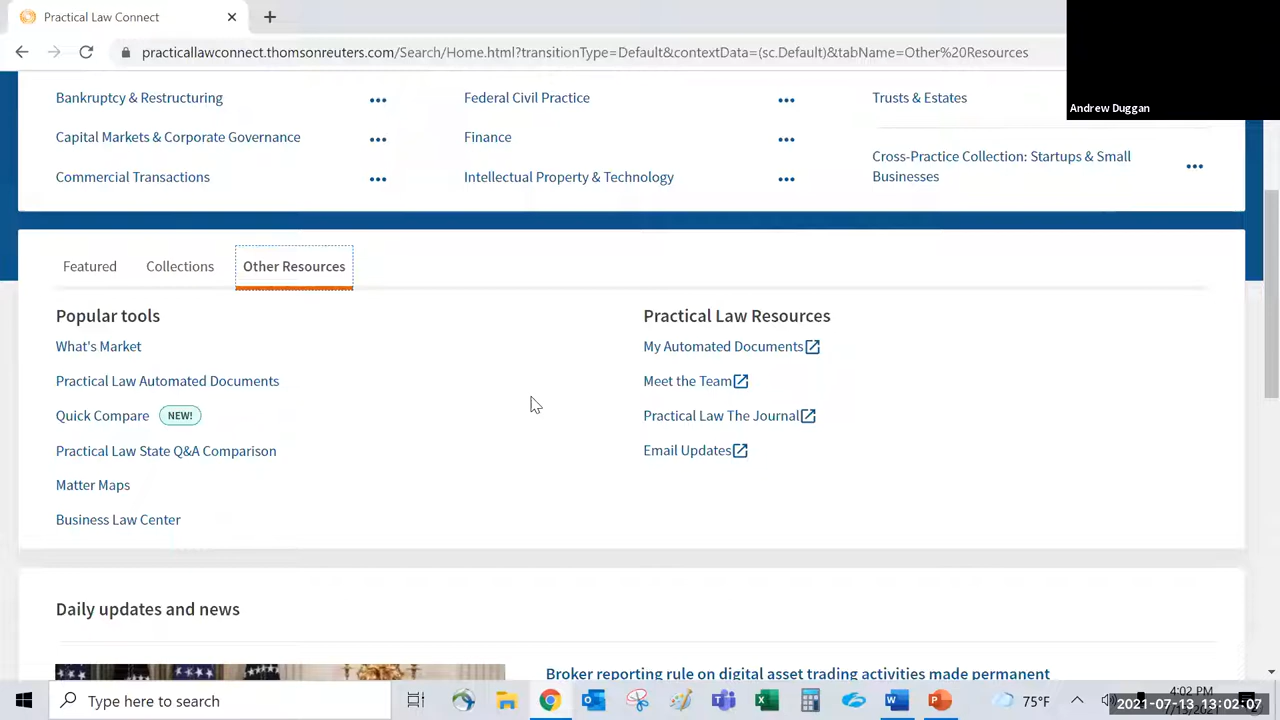 Practical Law Connect
practicallawconnect.thomsonreuters.com/Search/Home.html?transitionType=Default&contextData=(sc.Default)&tabName=Other%20Resources
Andrew Duggan
Bankruptcy & Restructuring
Federal Civil Practice
Trusts & Estates
Capital Markets & Corporate Governance
Finance
Cross-Practice Collection: Startups & Small
Businesses
Commercial Transactions
Intellectual Property & Technology
Featured
Collections
Other Resources
Popular tools
What's Market
Practical Law Automated Documents
Quick Compare NEW!
Practical Law State Q&A Comparison
Matter Maps
Business Law Center
Practical Law Resources
My Automated Documents
Meet the Team
Practical Law The Journal
Email Updates
Daily updates and news
Broker reporting rule on digital asset trading activities made permanent
Type here to search
75°F
4:02 PM
2021-07-13 13:02:07